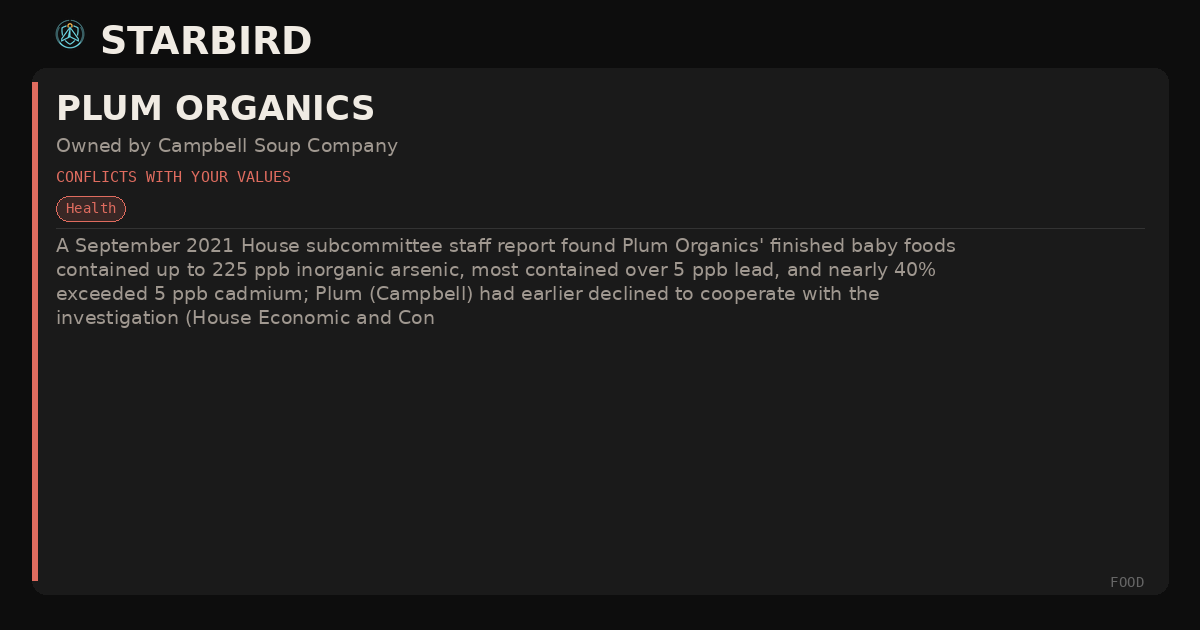 STARBIRD
PLUM ORGANICS
Owned by Campbell Soup Company
CONFLICTS WITH YOUR VALUES
Health
A September 2021 House subcommittee staff report found Plum Organics' finished baby foods
contained up to 225 ppb inorganic arsenic, most contained over 5 ppb lead, and nearly 40%
exceeded 5 ppb cadmium; Plum (Campbell) had earlier declined to cooperate with the
investigation (House Economic and Con
FOOD